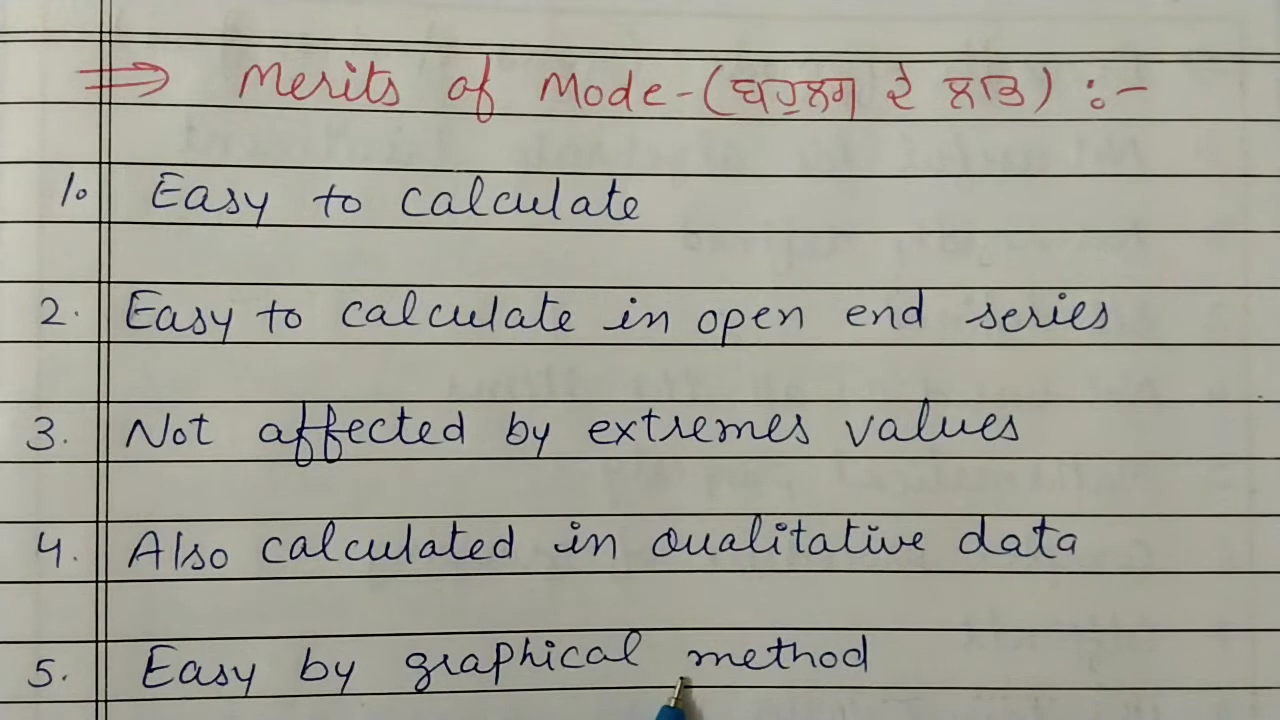 ⇒ Merits of Mode-(ਬਹੁਲਗ ਦੇ ਲਾਭ) :-
1. Easy to calculate
2. Easy to calculate in open end series
3. Not affected by extremes values
4. Also calculated in qualitative data
5. Easy by graphical method